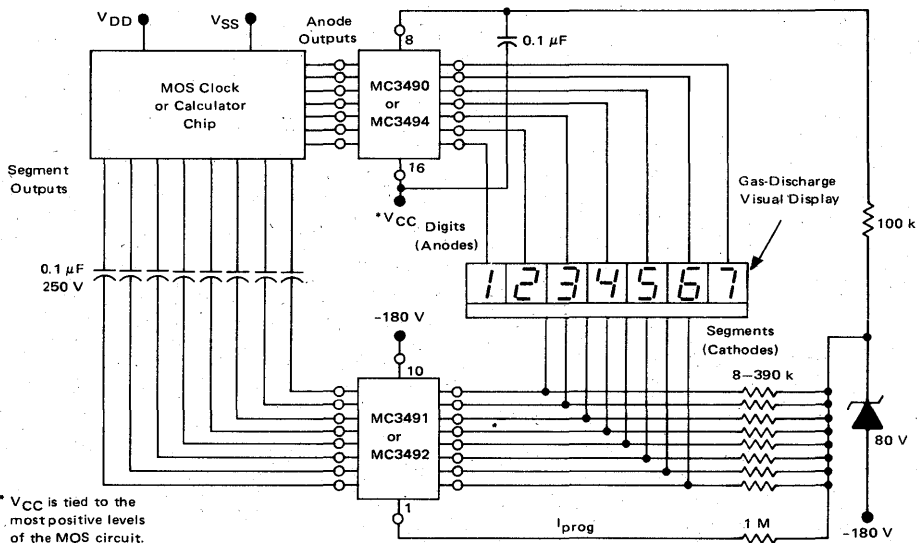 VDD
VSS
Anode
Outputs
8
0.1 µF
MOS Clock
or Calculator
Chip
MC3490
or
MC3494
Segment
Outputs
16
*VCC
Digits
(Anodes)
Gas-Discharge
Visual Display
100 k
0.1 µF
250 V
1 2 3 4 5 6 7
-180 V
Segments
(Cathodes)
10
8–390 k
MC3491
or
MC3492
80 V
1
Iprog
1 M
-180 V
* VCC is tied to the
most positive levels
of the MOS circuit.